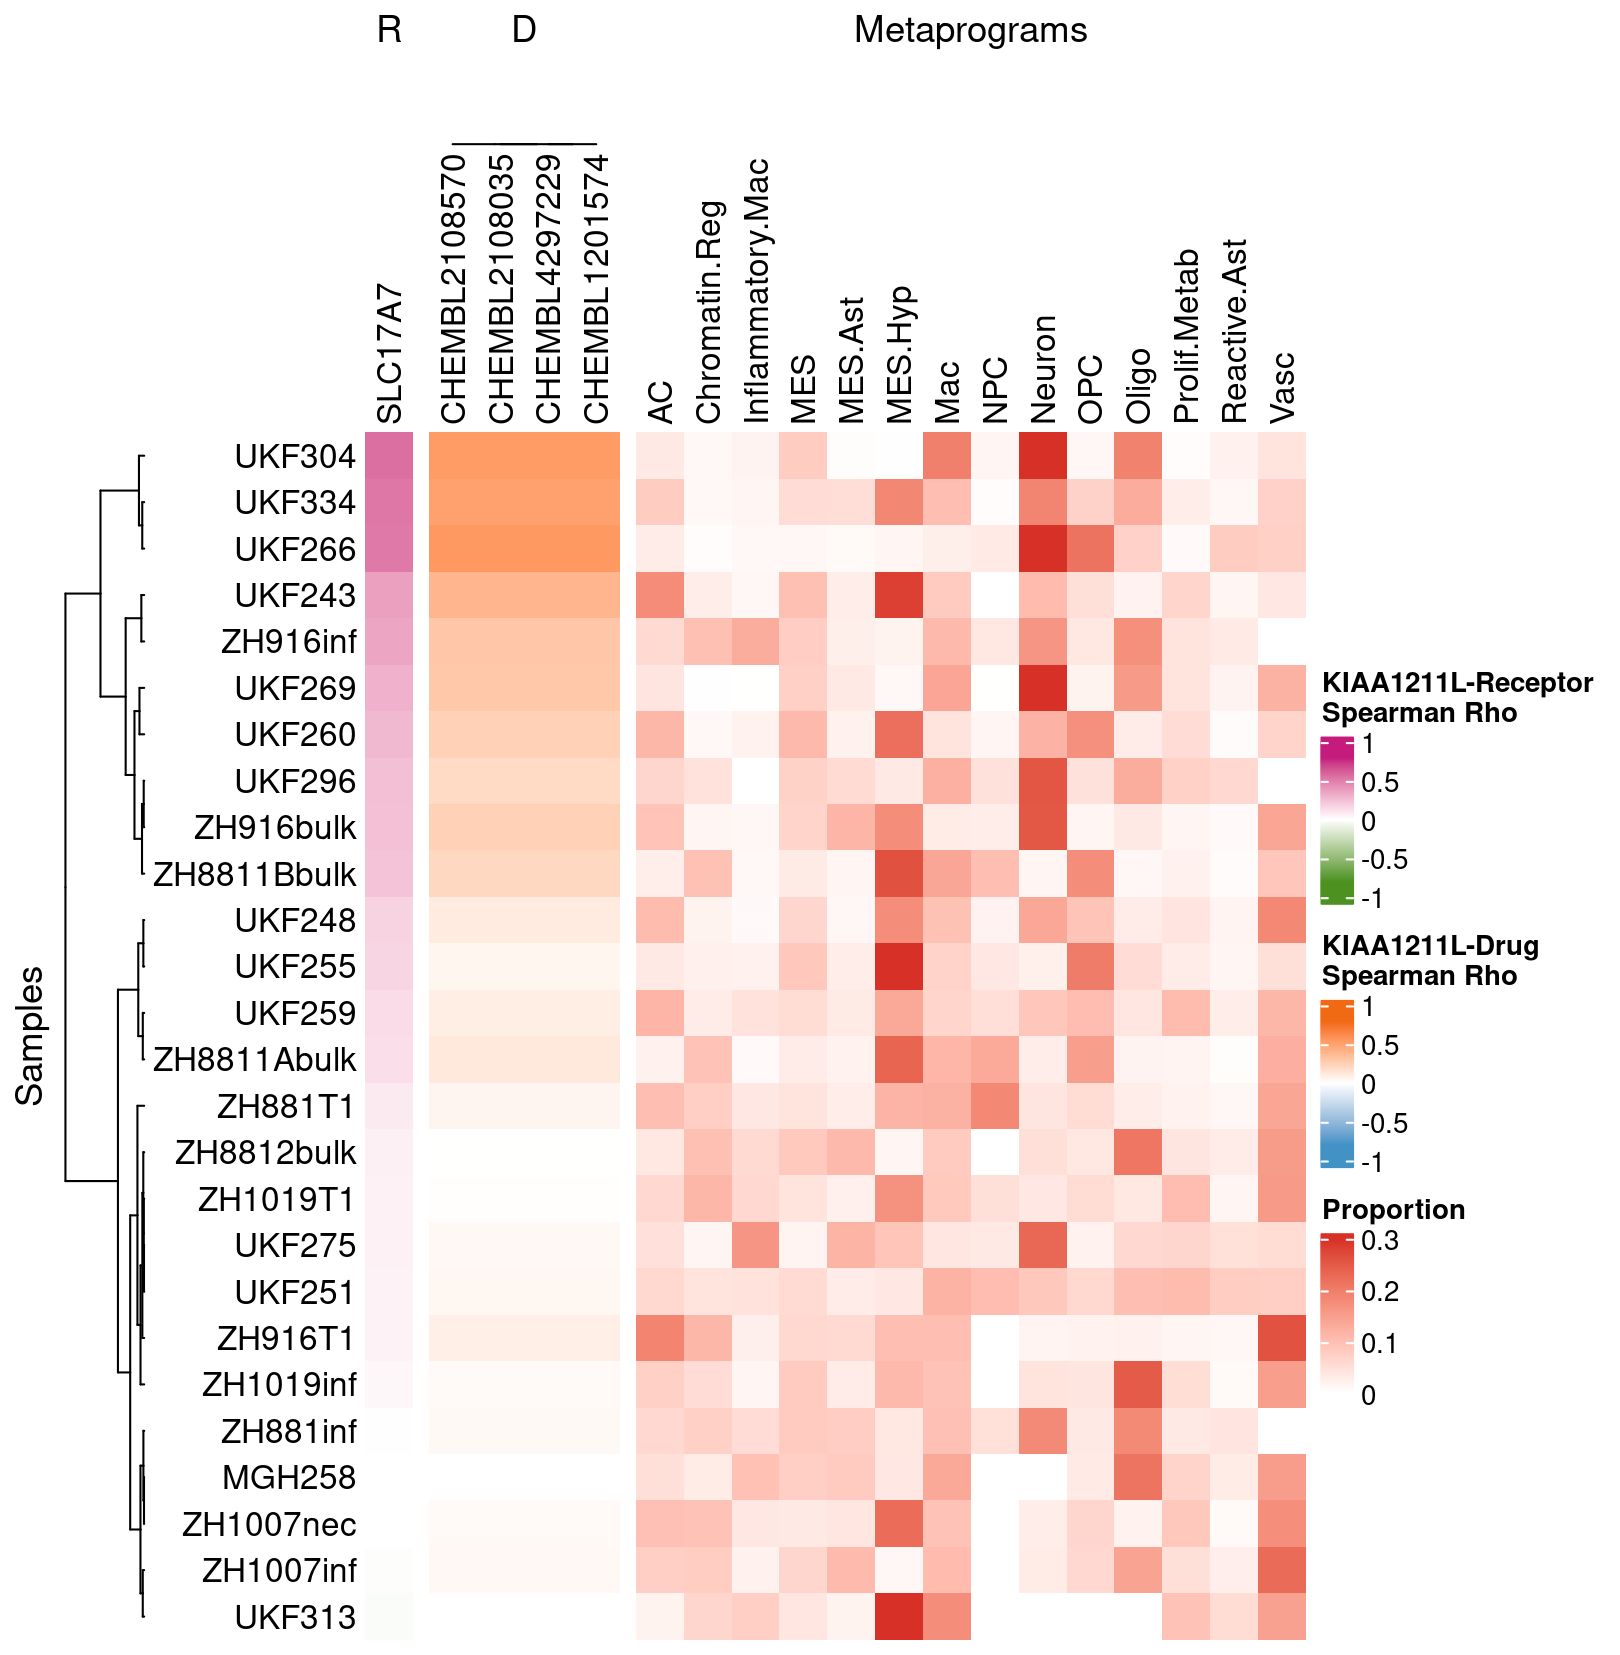 R D Metaprograms
SLC17A7
CHEMBL2108570
CHEMBL2108035
CHEMBL4297229
CHEMBL1201574
AC
Chromatin.Reg
Inflammatory.Mac
MES
MES.Ast
MES.Hyp
Mac
NPC
Neuron
OPC
Oligo
Prolif.Metab
Reactive.Ast
Vasc
Samples
UKF304
UKF334
UKF266
UKF243
ZH916inf
UKF269
UKF260
UKF296
ZH916bulk
ZH8811Bbulk
UKF248
UKF255
UKF259
ZH8811Abulk
ZH881T1
ZH8812bulk
ZH1019T1
UKF275
UKF251
ZH916T1
ZH1019inf
ZH881inf
MGH258
ZH1007nec
ZH1007inf
UKF313
KIAA1211L-Receptor
Spearman Rho
1
0.5
0
-0.5
-1
KIAA1211L-Drug
Spearman Rho
1
0.5
0
-0.5
-1
Proportion
0.3
0.2
0.1
0